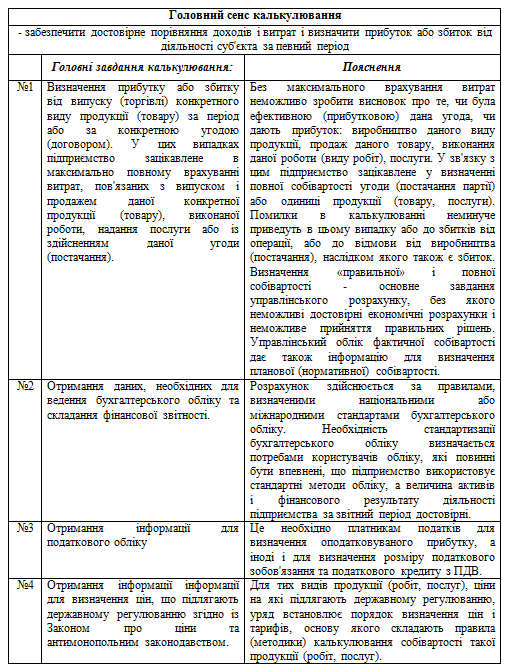 Головний сенс калькулювання
- забезпечити достовірне порівняння доходів і витрат і визначити прибуток або збиток від
діяльності суб'єкта за певний період
Головні завдання калькулювання:
Пояснення
№1
Визначення прибутку або збитку
від випуску (торгівлі) конкретного
виду продукції (товару) за період
або за конкретною угодою
(договором). У цих випадках
підприємство зацікавлене в
максимально повному врахуванні
витрат, пов'язаних з випуском і
продажем даної конкретної
продукції (товару), виконаної
роботи, надання послуги або із
здійсненням даної угоди
(постачання).
Без максимального врахування витрат
неможливо зробити висновок про те, чи була
ефективною (прибутковою) дана угода, чи
дають прибуток: виробництво даного виду
продукції, продаж даного товару, виконання
даної роботи (виду робіт), послуги. У зв'язку з
цим підприємство зацікавлене у визначенні
повної собівартості угоди (постачання партії)
або одиниці продукції (товару, послуги).
Помилки в калькулюванні неминуче
приведуть в цьому випадку або до збитків від
операції, або до відмови від виробництва
(постачання), наслідком якого також є збиток.
Визначення «правильної» і повної
собівартості - основне завдання
управлінського розрахунку, без якого
неможливі достовірні економічні розрахунки і
неможливе прийняття правильних рішень.
Управлінський облік фактичної собівартості
дає також інформацію для визначення
планової (нормативної) собівартості.
№2
Отримання даних, необхідних для
ведення бухгалтерського обліку та
складання фінансової звітності.
Розрахунок здійснюється за правилами,
визначеними національними або
міжнародними стандартами бухгалтерського
обліку. Необхідність стандартизації
бухгалтерського обліку визначається
потребами користувачів обліку, які повинні
бути впевнені, що підприємство використовує
стандартні методи обліку, а величина активів
і фінансового результату діяльності
підприємства за звітний період достовірні.
№3
Отримання інформації для
податкового обліку
Це необхідно платникам податків для
визначення оподатковуваного прибутку, а
іноді і для визначення розміру податкового
зобов'язання та податкового кредиту з ПДВ.
№4
Отримання інформації інформації
для визначення цін, що підлягають
державному регулюванню згідно із
Законом про ціни та
антимонопольним законодавством.
Для тих видів продукції (робіт, послуг), ціни
на які підлягають державному регулюванню,
уряд встановлює порядок визначення цін і
тарифів, основу якого складають правила
(методики) калькулювання собівартості такої
продукції (робіт, послуг).